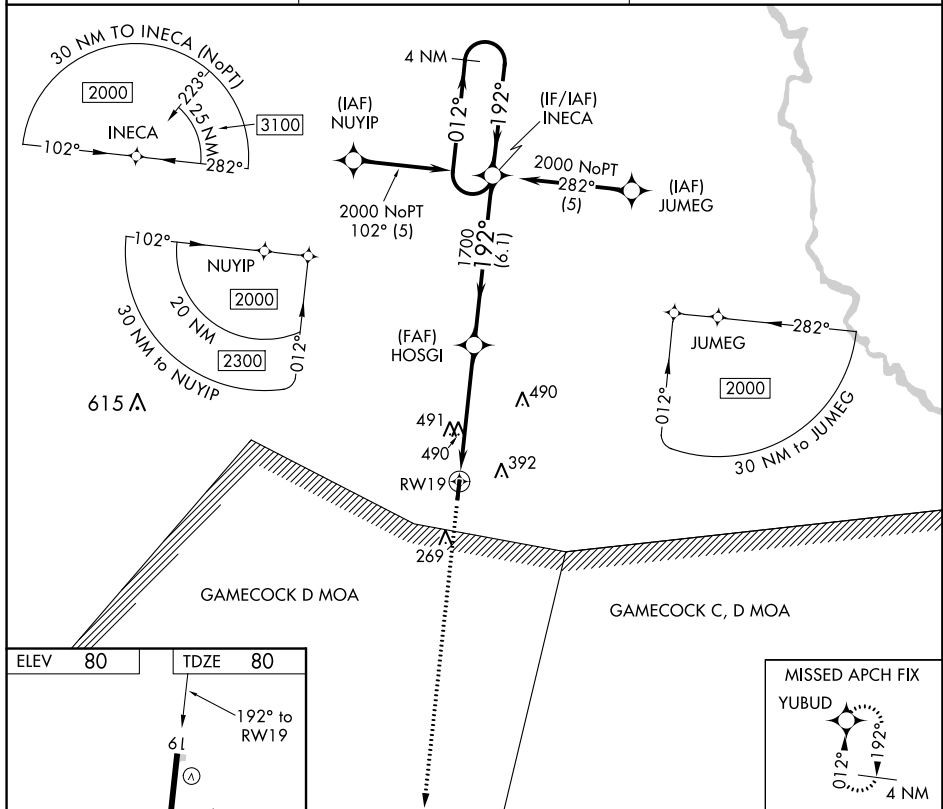 30 NM TO INECA (NoPT)
2000
223°
25 NM
3100
INECA
102°
282°
4 NM
012°
192°
(IAF)
NUYIP
(IF/IAF)
INECA
2000 NoPT
282°
(5)
(IAF)
JUMEG
2000 NoPT
102° (5)
1700
192°
(6.1)
102°
NUYIP
2000
20 NM
2300
30 NM to NUYIP
012°
(FAF)
HOSGI
282°
JUMEG
2000
012°
30 NM to JUMEG
615
490
491
490
392
RW19
269
GAMECOCK D MOA
GAMECOCK C, D MOA
ELEV 80
TDZE 80
192° to
RW19
19
MISSED APCH FIX
YUBUD
012°
192°
4 NM